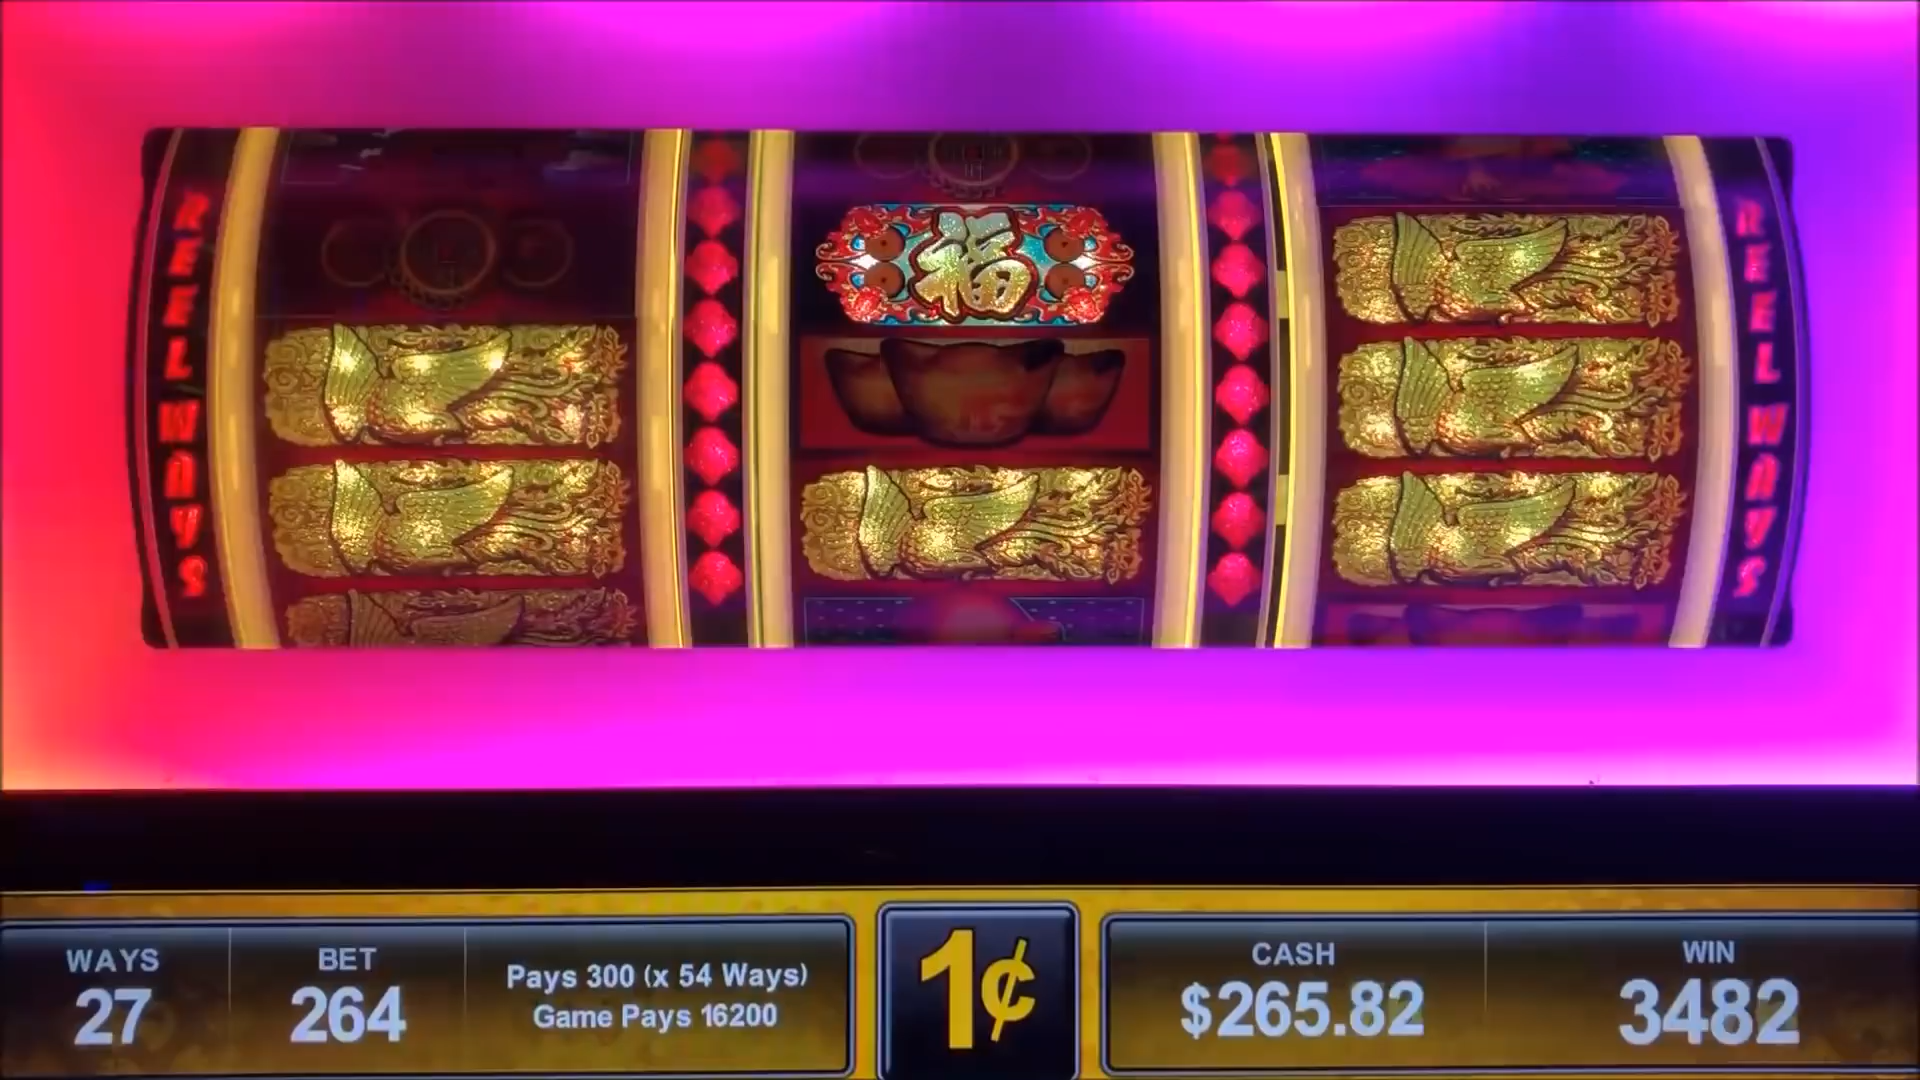 REEL WAYS
福
REEL WAYS
WAYS
27
BET
264
Pays 300 (x 54 Ways)
Game Pays 16200
1¢
CASH
$265.82
WIN
3482